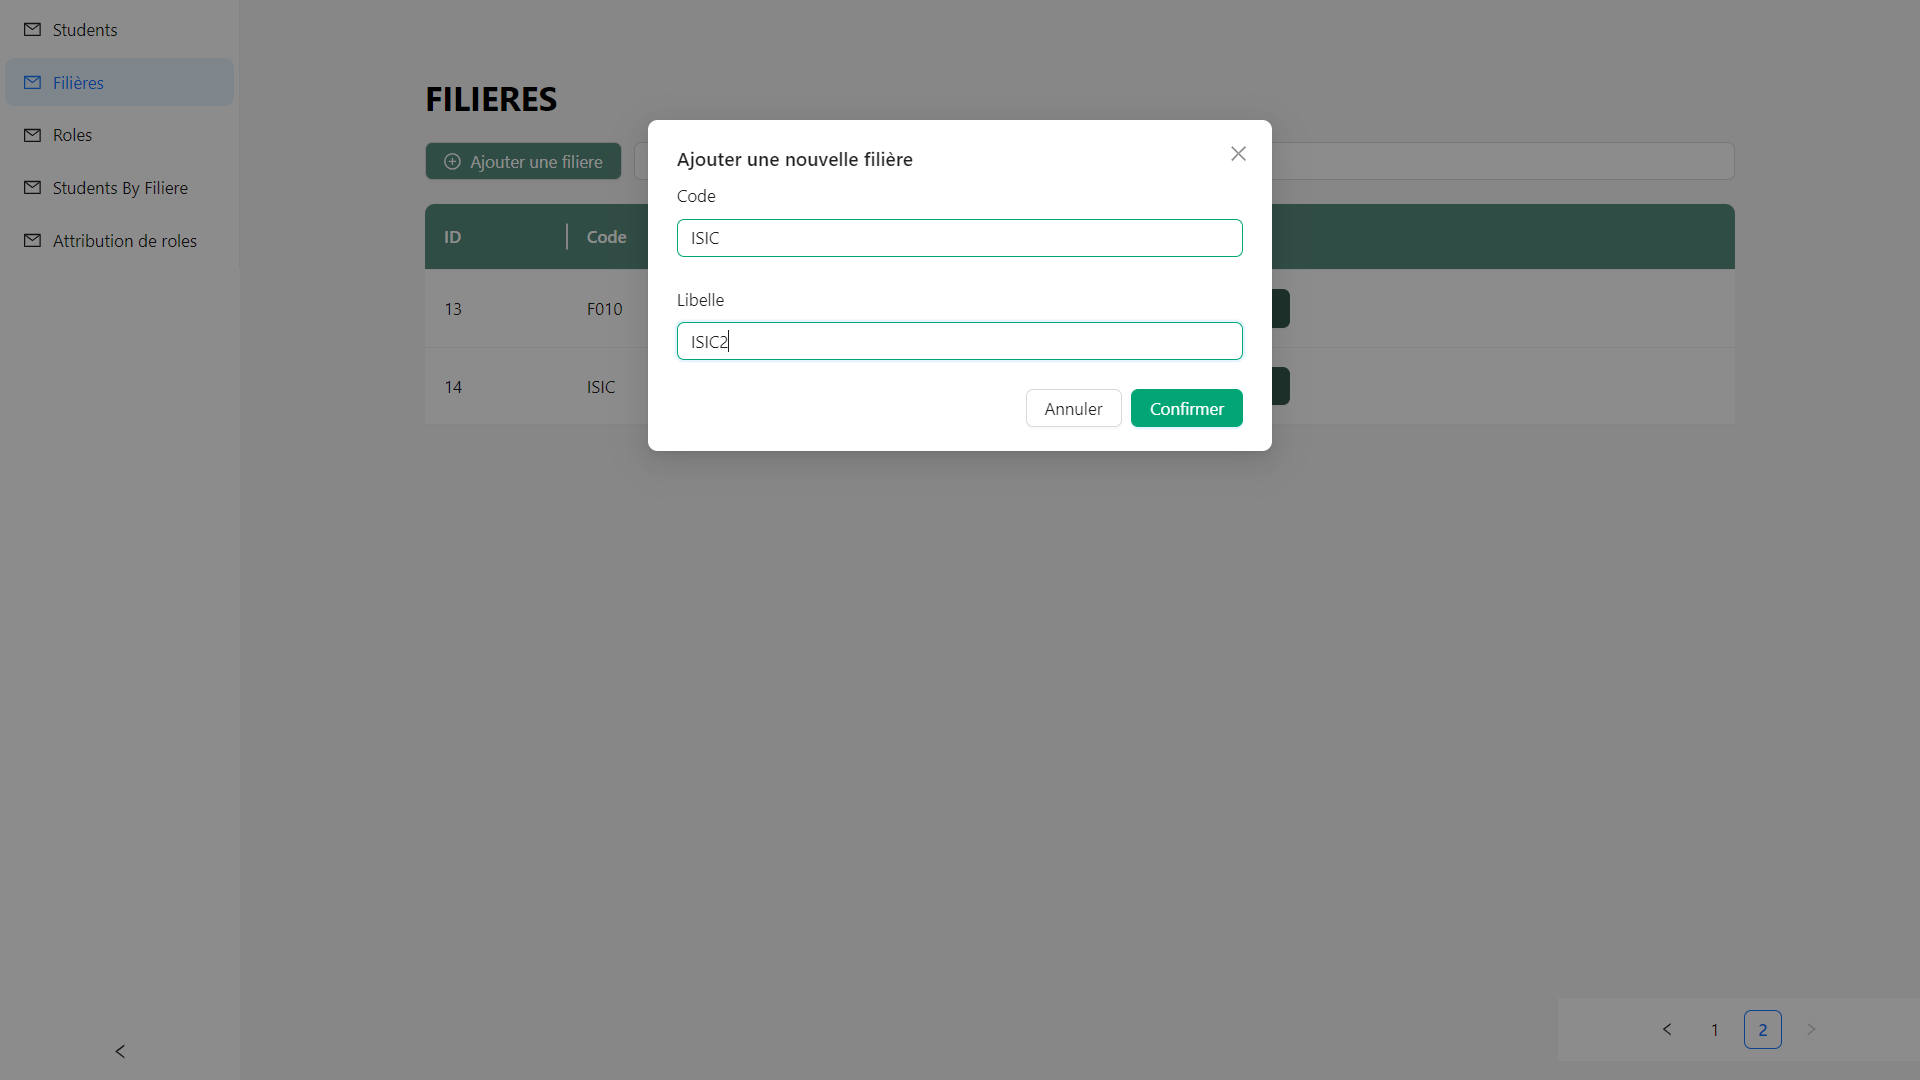 Students
Filières
Roles
Students By Filiere
Attribution de roles
FILIERES
Ajouter une filiere
ID
Code
13
F010
14
ISIC
Ajouter une nouvelle filière
Code
ISIC
Libelle
ISIC2
Annuler
Confirmer
1
2